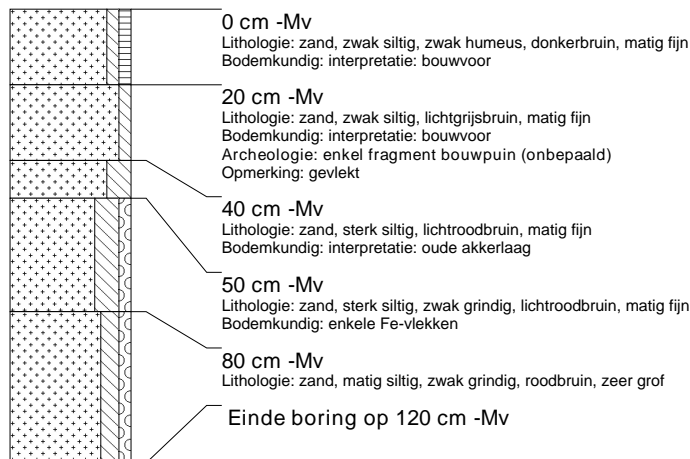 0 cm -Mv
Lithologie: zand, zwak siltig, zwak humeus, donkerbruin, matig fijn
Bodemkundig: interpretatie: bouwvoor
20 cm -Mv
Lithologie: zand, zwak siltig, lichtgrijsbruin, matig fijn
Bodemkundig: interpretatie: bouwvoor
Archeologie: enkel fragment bouwpuin (onbepaald)
Opmerking: gevlekt
40 cm -Mv
Lithologie: zand, sterk siltig, lichtroodbruin, matig fijn
Bodemkundig: interpretatie: oude akkerlaag
50 cm -Mv
Lithologie: zand, sterk siltig, zwak grindig, lichtroodbruin, matig fijn
Bodemkundig: enkele Fe-vlekken
80 cm -Mv
Lithologie: zand, matig siltig, zwak grindig, roodbruin, zeer grof
Einde boring op 120 cm -Mv